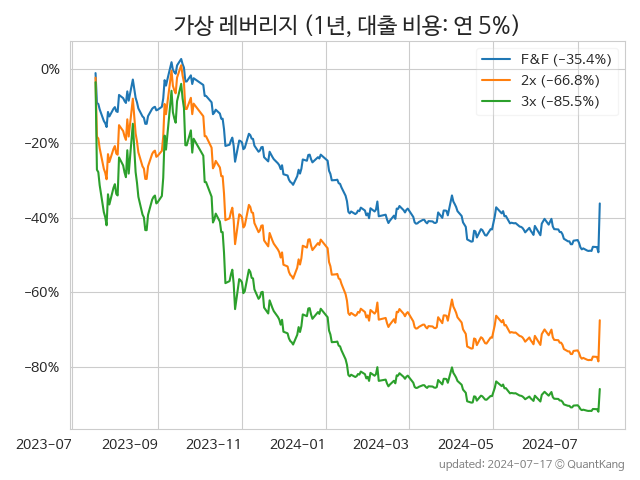 가상 레버리지 (1년, 대출 비용: 연 5%)
F&F (−35.4%)
2x (−66.8%)
3x (−85.5%)
0%
−20%
−40%
−60%
−80%
2023-07 2023-09 2023-11 2024-01 2024-03 2024-05 2024-07
updated: 2024-07-17 © QuantKang